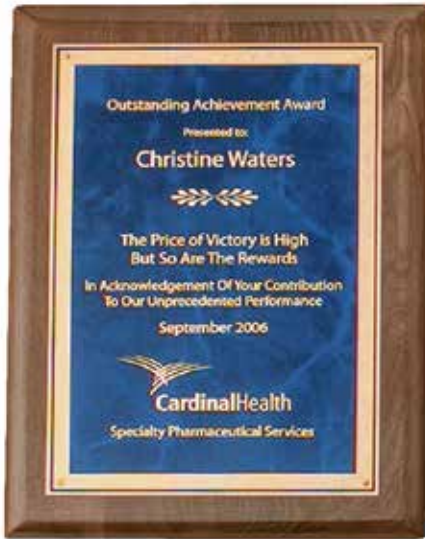 Outstanding Achievement Award
Presented to:
Christine Waters
The Price of Victory is High
But So Are The Rewards
In Acknowledgement Of Your Contribution
To Our Unprecedented Performance
September 2006
CardinalHealth
Specialty Pharmaceutical Services